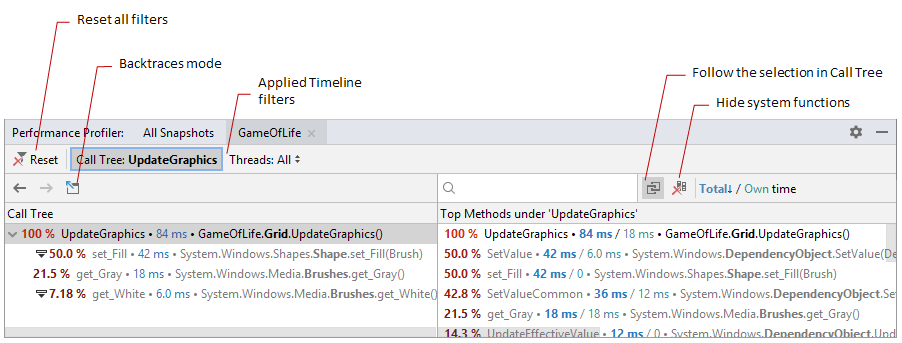 Reset all filters
Backtraces mode
Applied Timeline
filters
Follow the selection in Call Tree
Hide system functions
Performance Profiler: All Snapshots GameOfLife
Reset Call Tree: UpdateGraphics Threads: All
Total↓ / Own time
Call Tree
100 % UpdateGraphics • 84 ms • GameOfLife.Grid.UpdateGraphics()
50.0 % set_Fill • 42 ms • System.Windows.Shapes.Shape.set_Fill(Brush)
21.5 % get_Gray • 18 ms • System.Windows.Media.Brushes.get_Gray()
7.18 % get_White • 6.0 ms • System.Windows.Media.Brushes.get_White()
Top Methods under 'UpdateGraphics'
100 % UpdateGraphics • 84 ms / 18 ms • GameOfLife.Grid.UpdateGraphics()
50.0 % SetValue • 42 ms / 6.0 ms • System.Windows.DependencyObject.SetValue(De
50.0 % set_Fill • 42 ms / 0 • System.Windows.Shapes.Shape.set_Fill(Brush)
42.8 % SetValueCommon • 36 ms / 12 ms • System.Windows.DependencyObject.Se
21.5 % get_Gray • 18 ms / 18 ms • System.Windows.Media.Brushes.get_Gray()
14.3 % UpdateEffectiveValue • 12 ms / 0 • System.Windows.DependencyObject.Upd